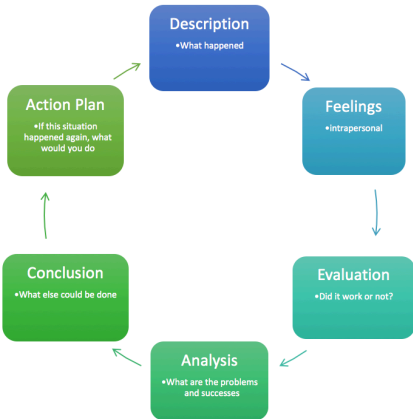 Description
•What happened
Feelings
•intrapersonal
Evaluation
•Did it work or not?
Analysis
•What are the problems
and successes
Conclusion
•What else could be done
Action Plan
•If this situation
happened again, what
would you do